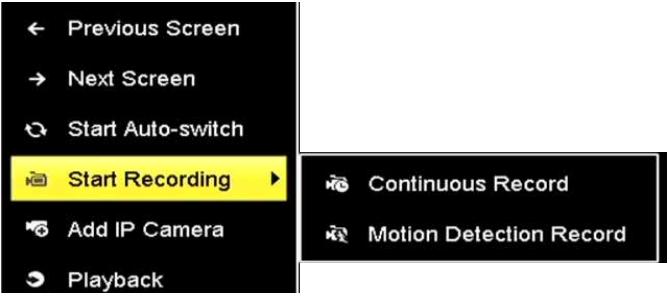 Previous Screen
Next Screen
Start Auto-switch
Start Recording
Continuous Record
Add IP Camera
Motion Detection Record
Playback